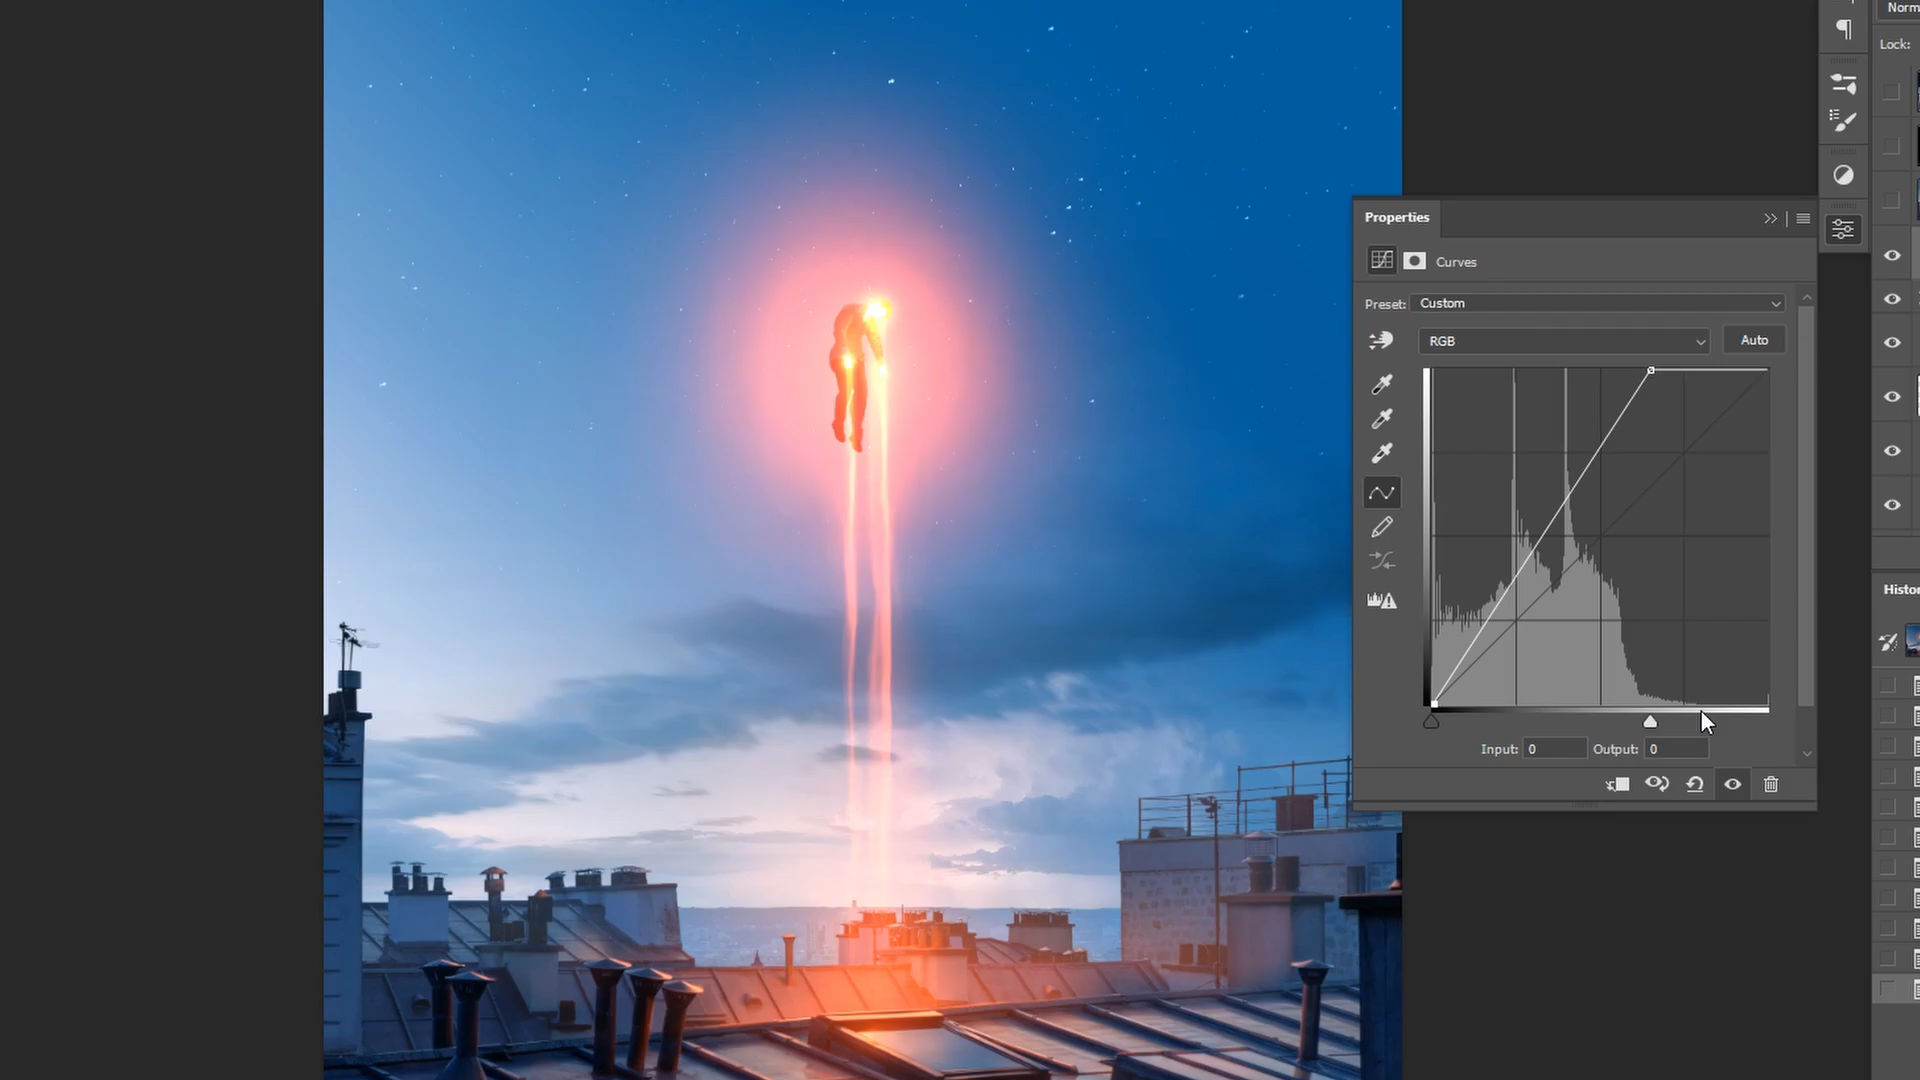 Norm
Lock:
Properties
Curves
Preset: Custom
RGB
Auto
Input: 0 Output: 0
Histo